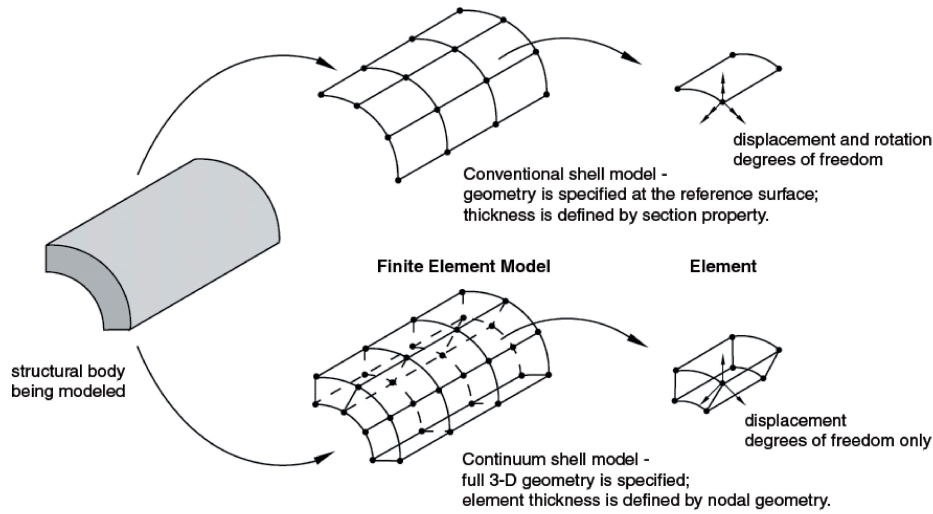 displacement and rotation
degrees of freedom
Conventional shell model -
geometry is specified at the reference surface;
thickness is defined by section property.
Finite Element Model
Element
structural body
being modeled
displacement
degrees of freedom only
Continuum shell model -
full 3-D geometry is specified;
element thickness is defined by nodal geometry.